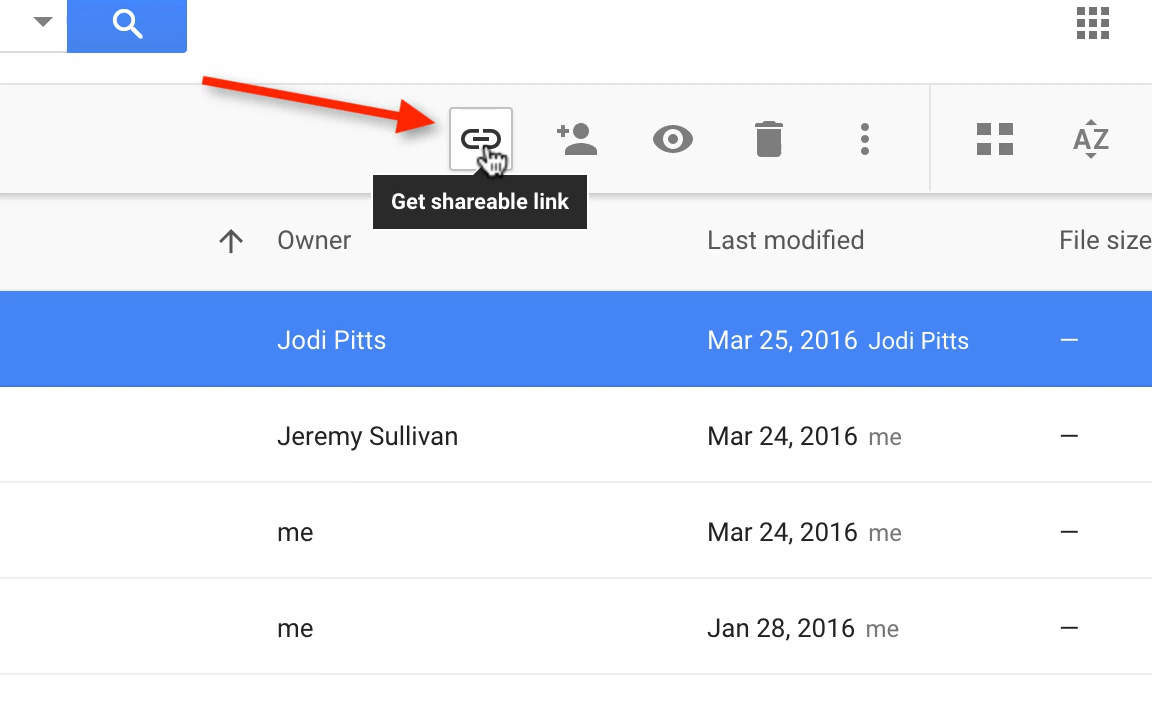 AZ
Get shareable link
Owner Last modified File size
Jodi Pitts Mar 25, 2016 Jodi Pitts —
Jeremy Sullivan Mar 24, 2016 me —
me Mar 24, 2016 me —
me Jan 28, 2016 me —